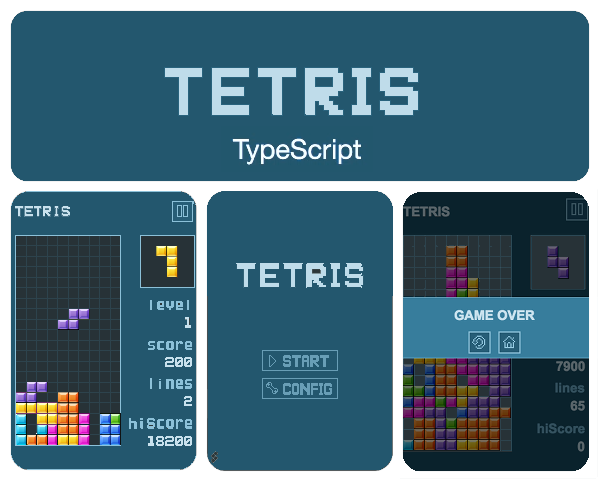 TETRIS
TypeScript
TETRIS
level
1
score
200
lines
2
hiScore
18200
TETRIS
START
CONFIG
TETRIS
GAME OVER
7900
lines
65
hiScore
0